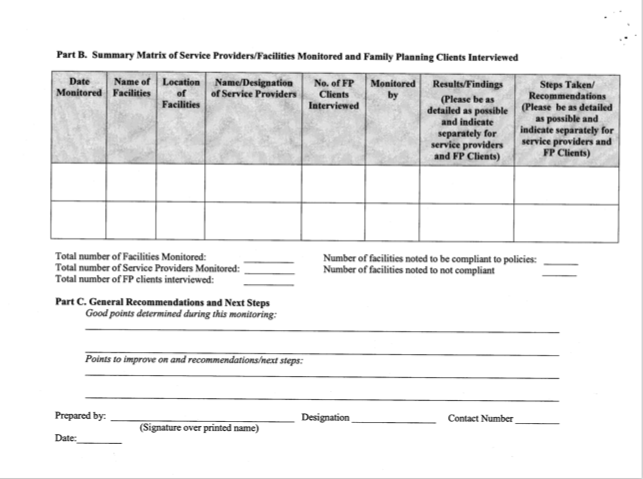 Part B. Summary Matrix of Service Providers/Facilities Monitored and Family Planning Clients Interviewed
Date Monitored
Name of Facilities
Location of Facilities
Name/Designation of Service Providers
No. of FP Clients Interviewed
Monitored by
Results/Findings (Please be as detailed as possible and indicate separately for service providers and FP Clients)
Steps Taken/ Recommendations (Please be as detailed as possible and indicate separately for service providers and FP Clients)
Total number of Facilities Monitored: ________ Number of facilities noted to be compliant to policies: ______
Total number of Service Providers Monitored: ________ Number of facilities noted to not compliant ______
Total number of FP clients interviewed: ________
Part C. General Recommendations and Next Steps
Good points determined during this monitoring:
Points to improve on and recommendations/next steps:
Prepared by: ________ Designation ________ Contact Number ________
(Signature over printed name)
Date:________